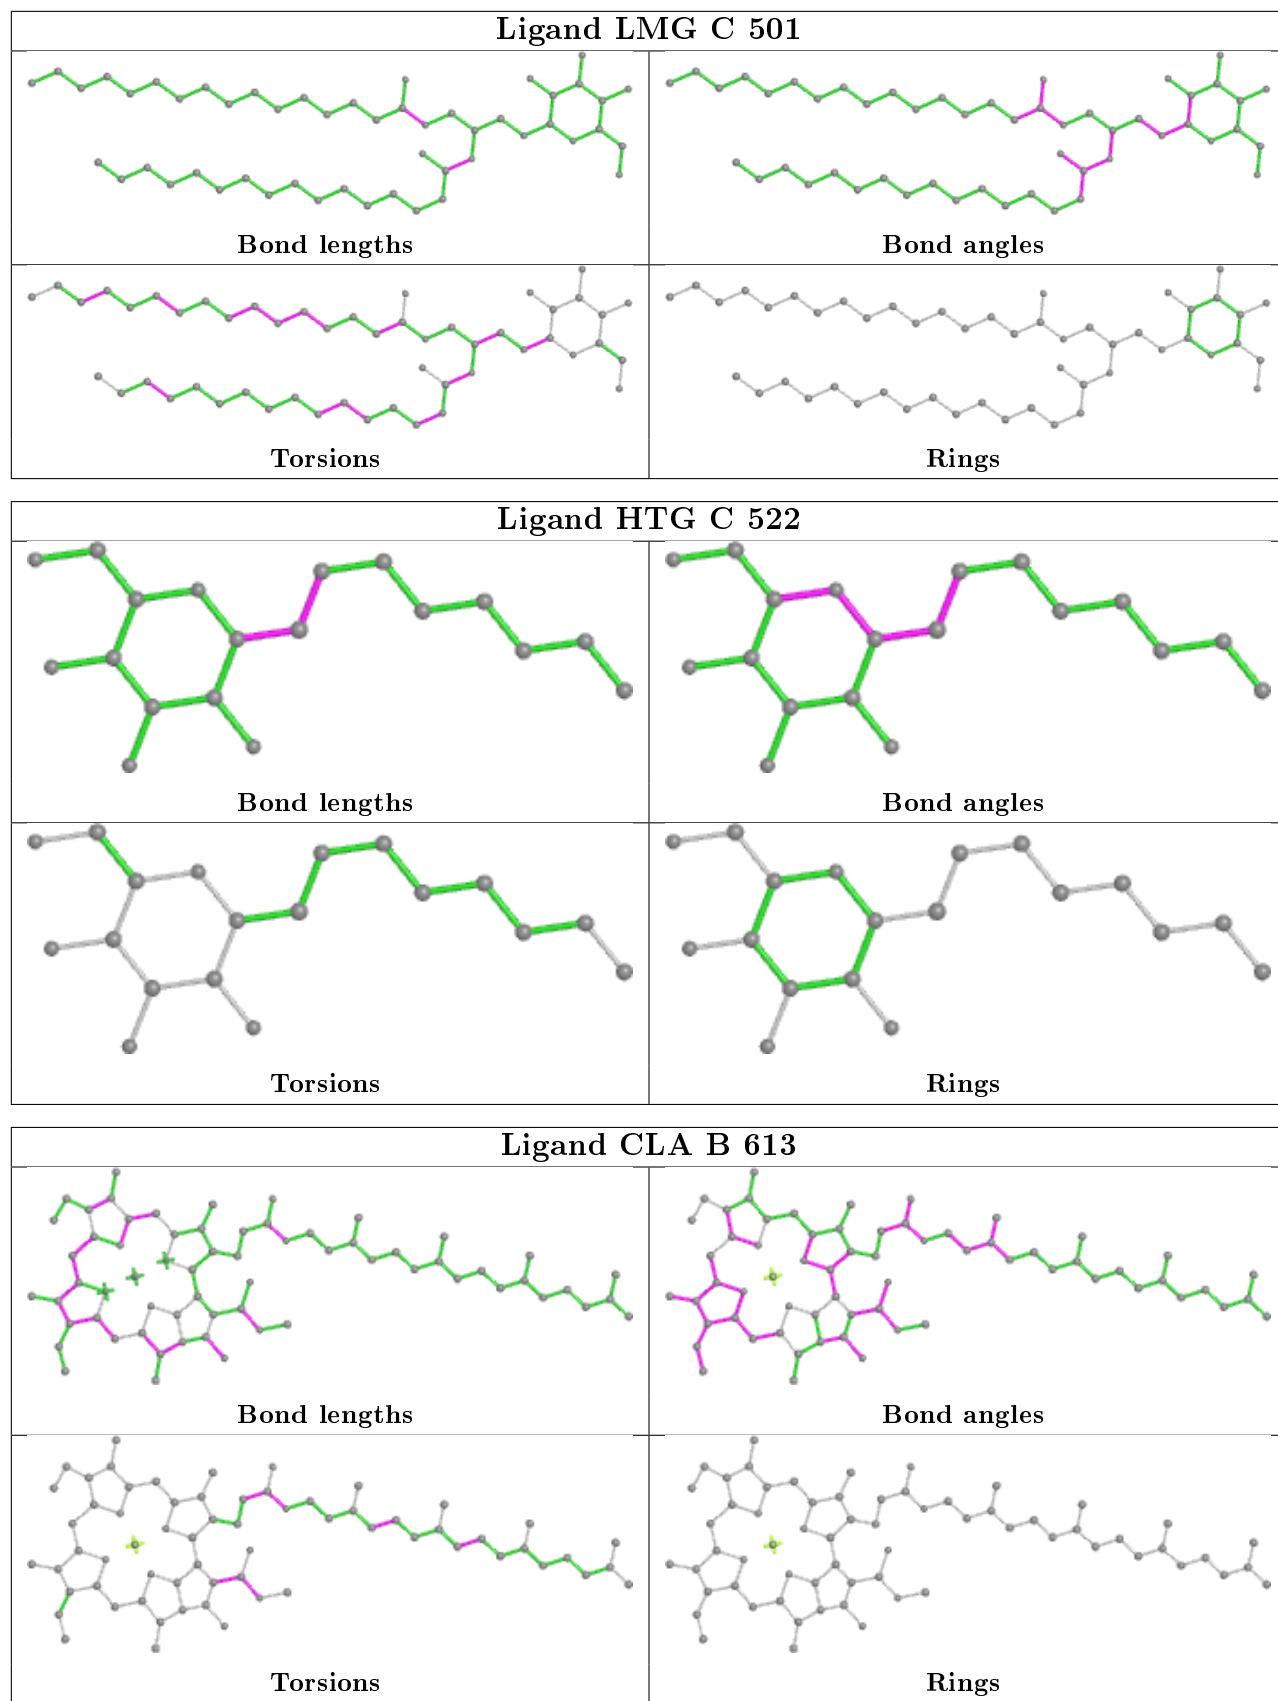 Ligand LMG C 501
Bond lengths
Bond angles
Torsions
Rings
Ligand HTG C 522
Bond lengths
Bond angles
Torsions
Rings
Ligand CLA B 613
Bond lengths
Bond angles
Torsions
Rings